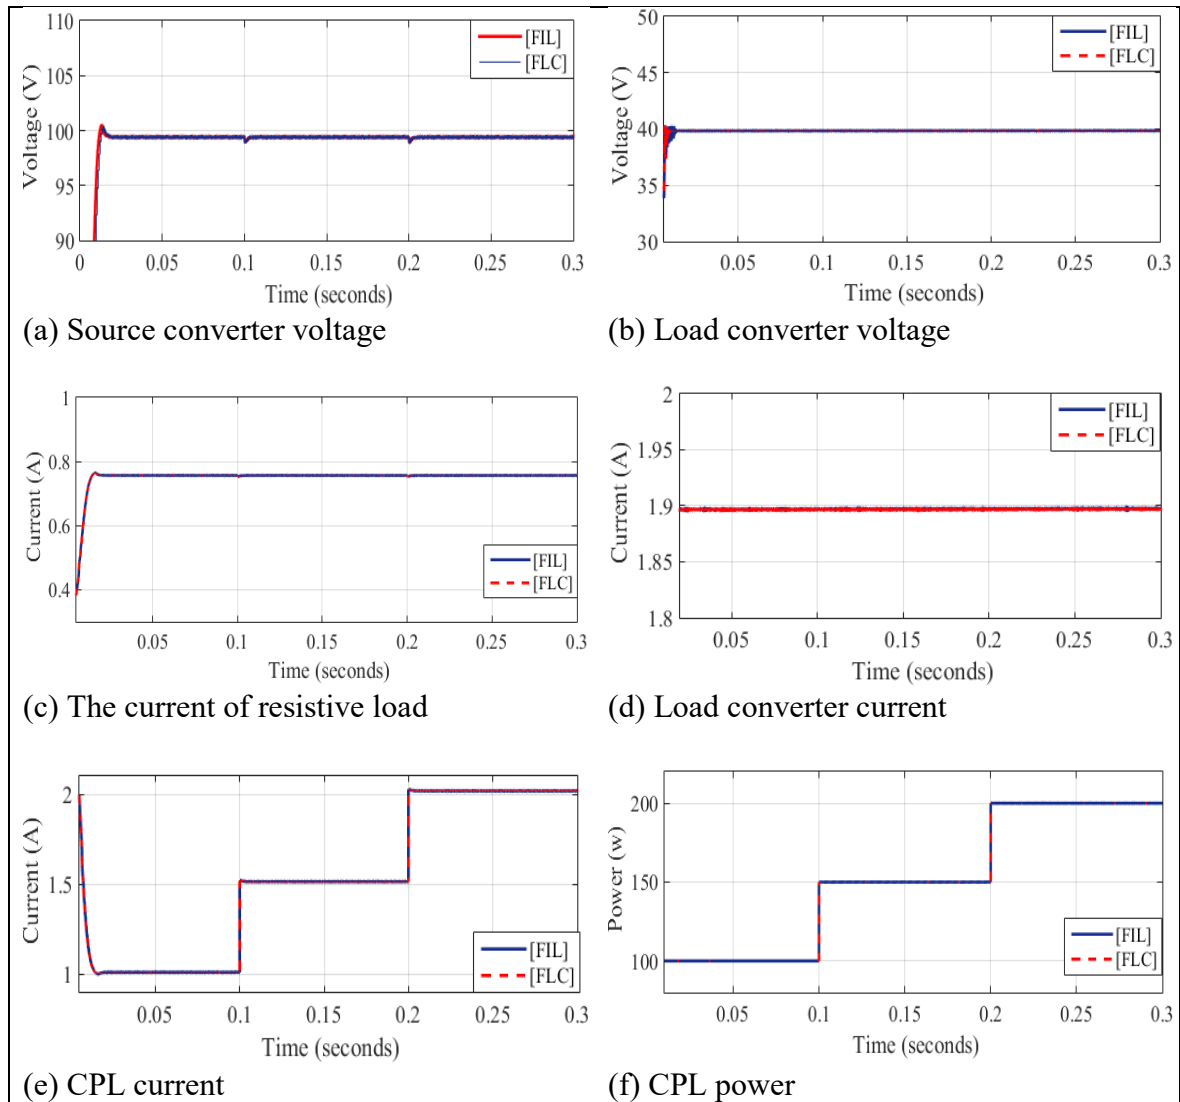 110
105
100
95
90
Voltage (V)
[FIL]
[FLC]
0 0.05 0.1 0.15 0.2 0.25 0.3
Time (seconds)
(a) Source converter voltage
50
45
40
35
30
Voltage (V)
[FIL]
[FLC]
0.05 0.1 0.15 0.2 0.25 0.3
Time (seconds)
(b) Load converter voltage
1
0.8
0.6
0.4
Current (A)
[FIL]
[FLC]
0.05 0.1 0.15 0.2 0.25 0.3
Time (seconds)
(c) The current of resistive load
2
1.95
1.9
1.85
1.8
Current (A)
[FIL]
[FLC]
0.05 0.1 0.15 0.2 0.25 0.3
Time (seconds)
(d) Load converter current
2
1.5
1
Current (A)
[FIL]
[FLC]
0.05 0.1 0.15 0.2 0.25 0.3
Time (seconds)
(e) CPL current
200
150
100
Power (w)
[FIL]
[FLC]
0.05 0.1 0.15 0.2 0.25 0.3
Time (seconds)
(f) CPL power